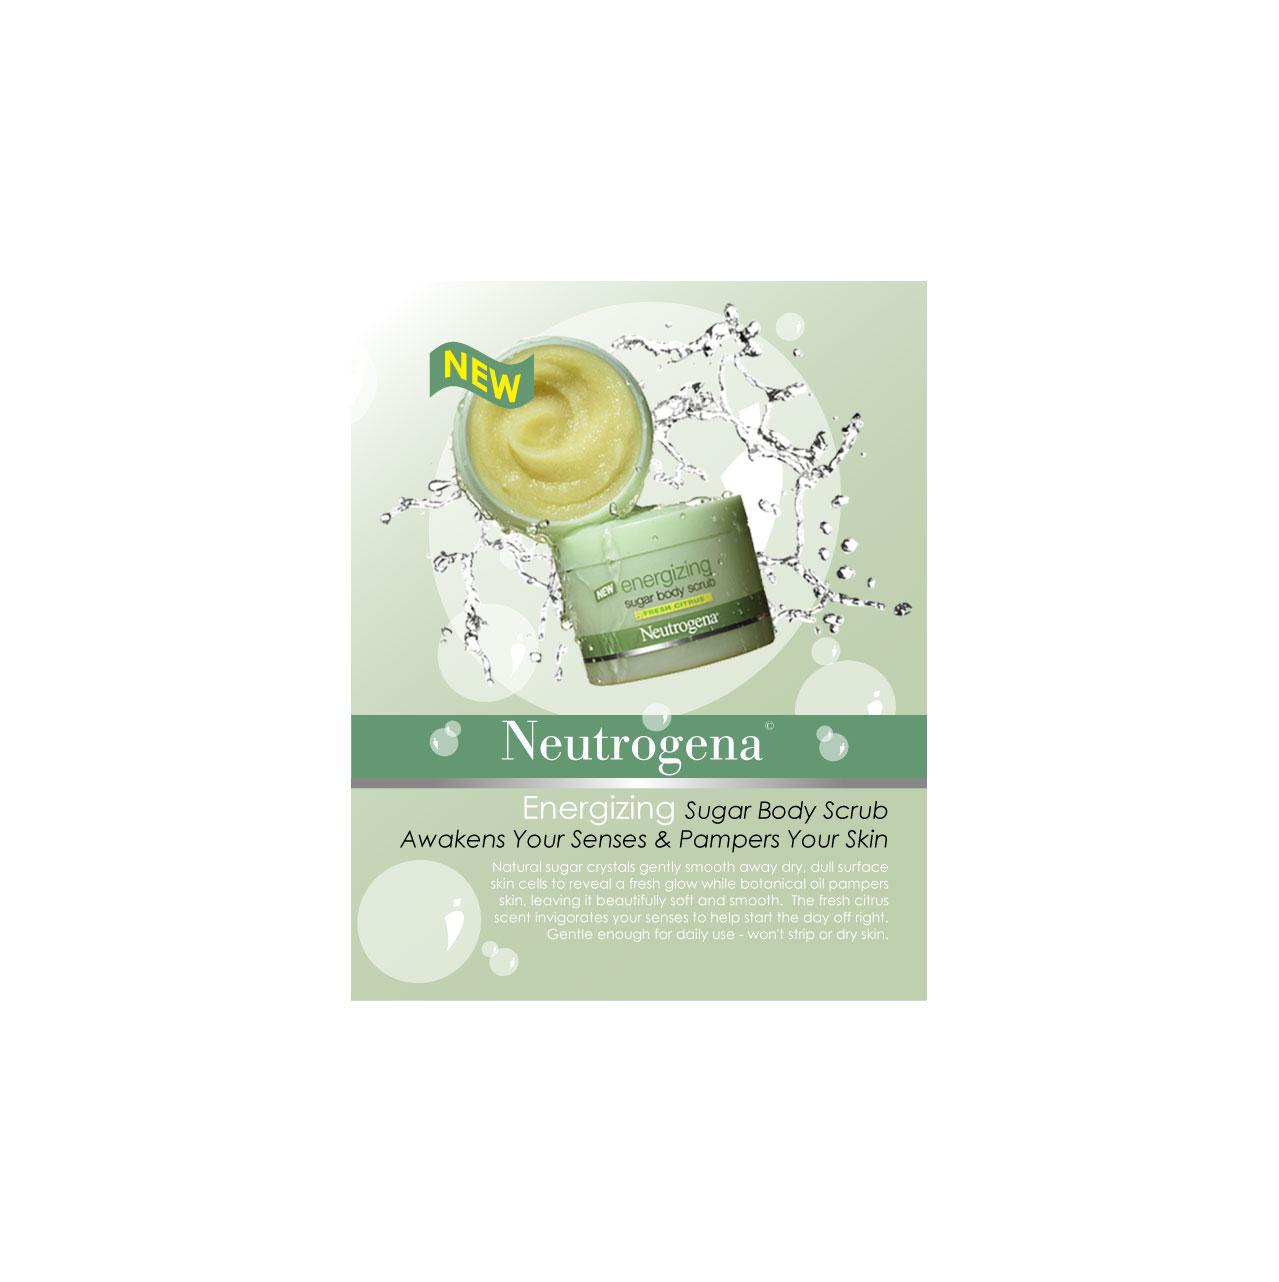 NEW
NEW energizing
sugar body scrub
FRESH CITRUS
Neutrogena®
Neutrogena©
Energizing Sugar Body Scrub
Awakens Your Senses & Pampers Your Skin
Natural sugar crystals gently smooth away dry, dull surface
skin cells to reveal a fresh glow while botanical oil pampers
skin, leaving it beautifully soft and smooth. The fresh citrus
scent invigorates your senses to help start the day off right.
Gentle enough for daily use - won't strip or dry skin.